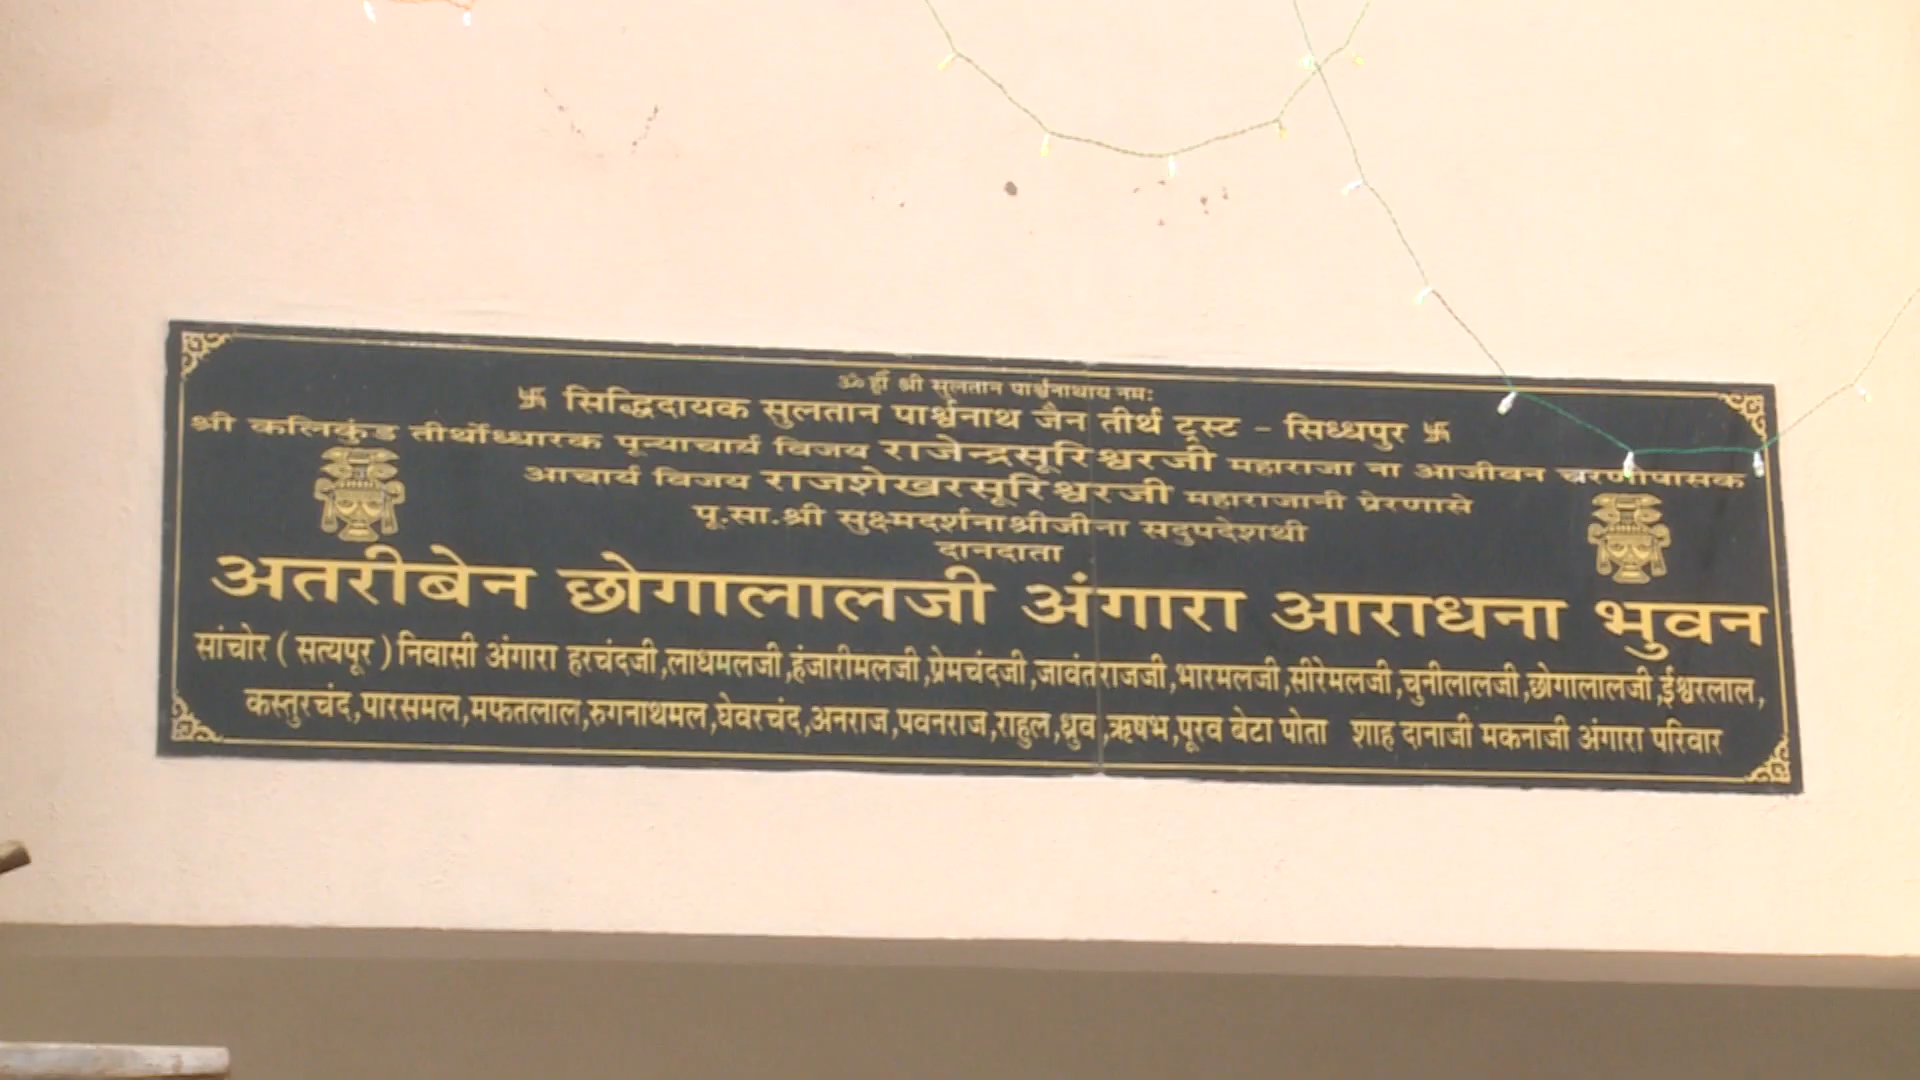 ॐ ह्रीँ श्री सुलतान पार्श्वनाथाय नमः
卐 सिद्धिदायक सुलतान पार्श्वनाथ जैन तीर्थ ट्रस्ट - सिध्धपुर 卐
श्री कलिकुंड तीर्थोध्धारक पूज्याचार्य विजय राजेन्द्रसूरिश्वरजी महाराजा ना आजीवन चरणोपासक
आचार्य विजय राजशेखरसूरिश्वरजी महाराजानी प्रेरणासे
पू.सा.श्री सुक्ष्मदर्शनाश्रीजीना सदुपदेशथी
दानदाता
अतरीबेन छोगालालजी अंगारा आराधना भुवन
सांचोर ( सत्यपूर ) निवासी अंगारा हरचंदजी,लाधमलजी,हंजारीमलजी,प्रेमचंदजी,जावंतराजजी,भारमलजी,सीरेमलजी,चुनीलालजी,छोगालालजी,ईश्वरलाल,
कस्तुरचंद,पारसमल,मफतलाल,रुगनाथमल,घेवरचंद,अनराज,पवनराज,राहुल,ध्रुव,ऋषभ,पूरव बेटा पोता शाह दानाजी मकनाजी अंगारा परिवार